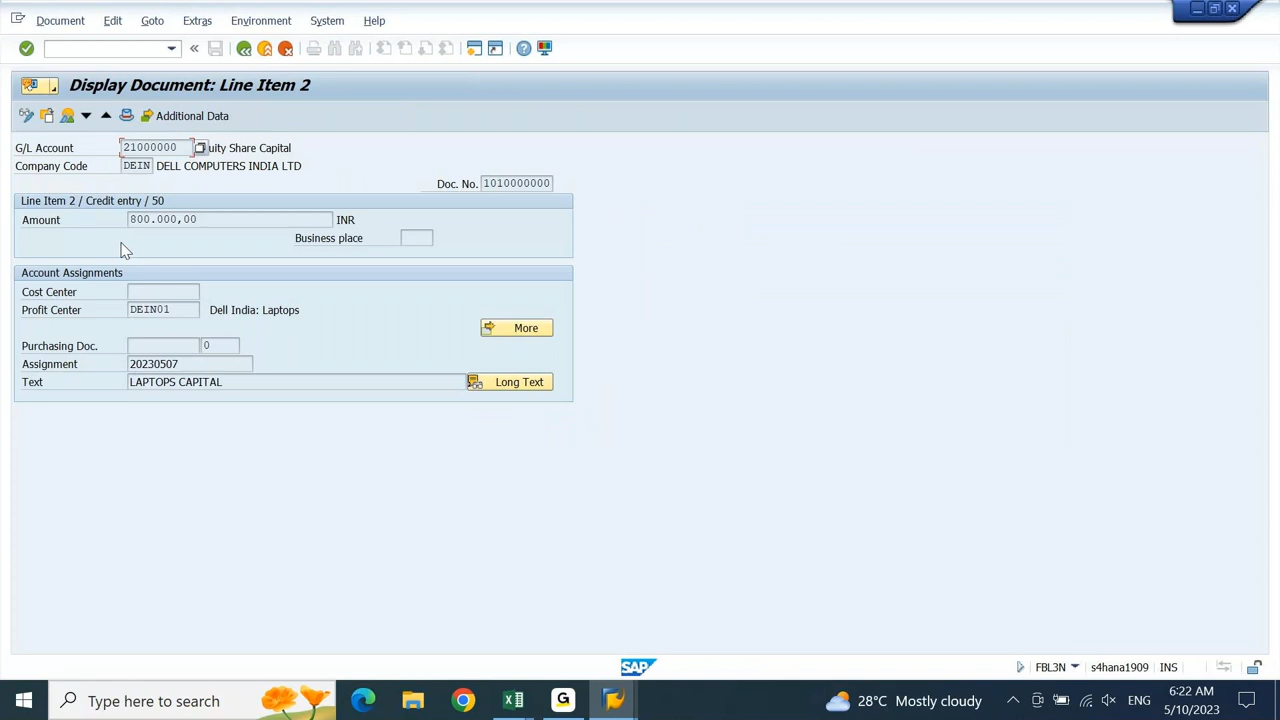 Document Edit Goto Extras Environment System Help
Display Document: Line Item 2
Additional Data
G/L Account 21000000 uity Share Capital
Company Code DEIN DELL COMPUTERS INDIA LTD
Doc. No. 1010000000
Line Item 2 / Credit entry / 50
Amount 800.000,00 INR
Business place
Account Assignments
Cost Center
Profit Center DEIN01 Dell India: Laptops
More
Purchasing Doc. 0
Assignment 20230507
Text LAPTOPS CAPITAL Long Text
SAP FBL3N s4hana1909 INS
Type here to search G 28°C Mostly cloudy ENG 6:22 AM
5/10/2023